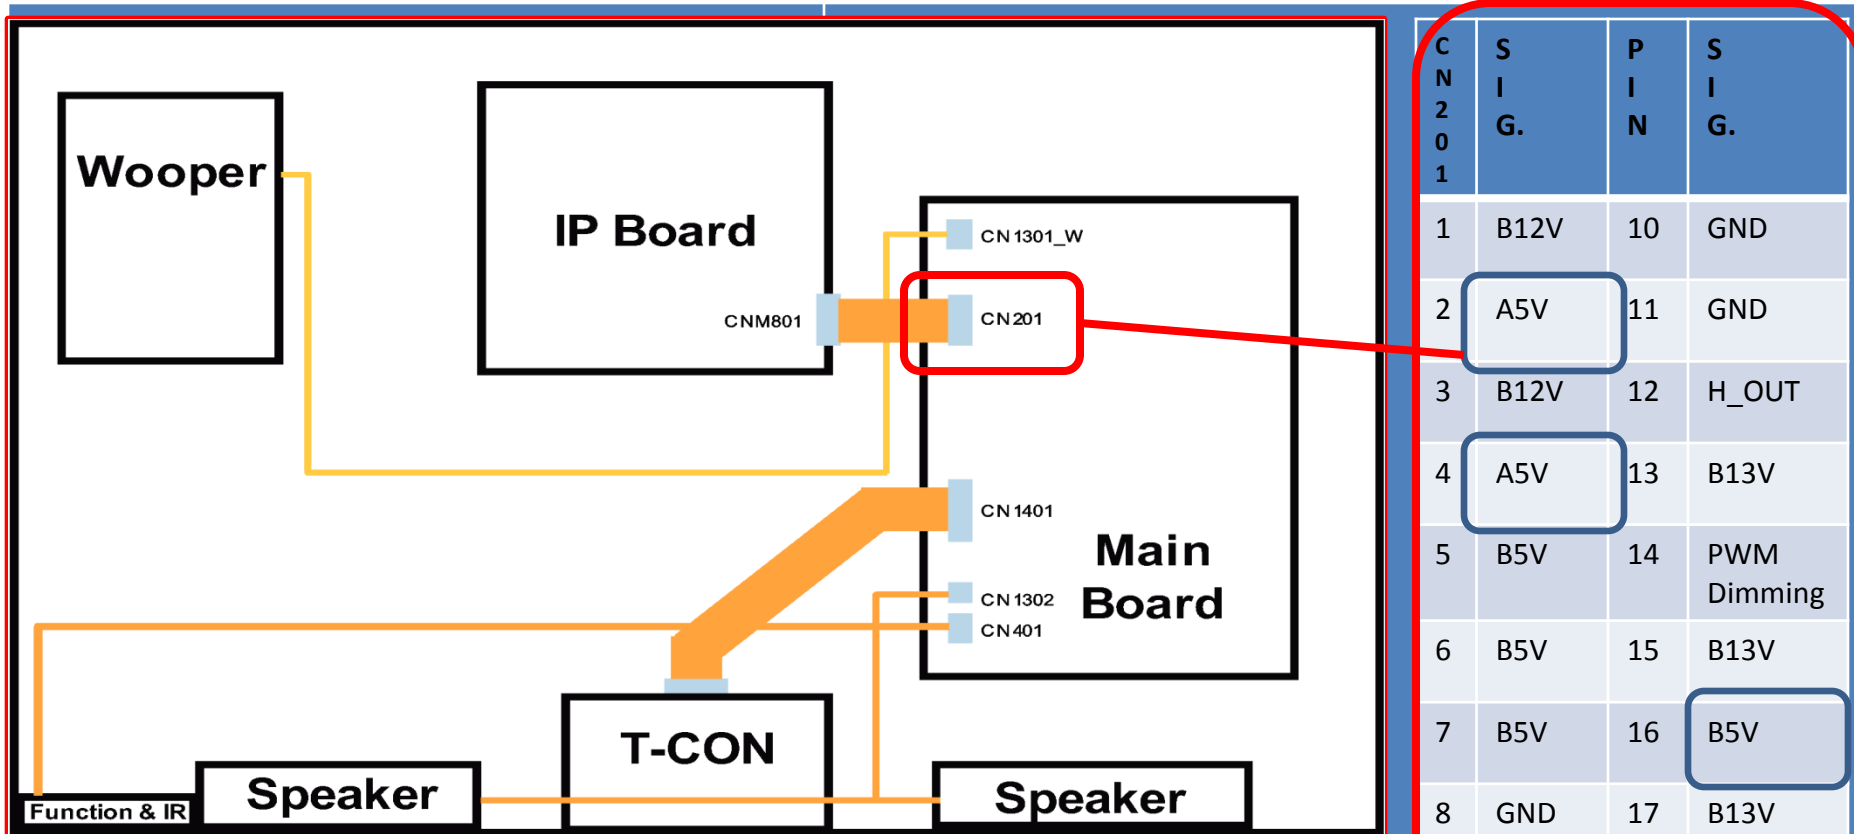 Wooper
IP Board
CN1301_W
CNM801
CN201
CN1401
Main
Board
CN1302
CN401
T-CON
Function & IR
Speaker
Speaker
CN201 SIG. PIN SIG.
1 B12V 10 GND
2 A5V 11 GND
3 B12V 12 H_OUT
4 A5V 13 B13V
5 B5V 14 PWM
Dimming
6 B5V 15 B13V
7 B5V 16 B5V
8 GND 17 B13V